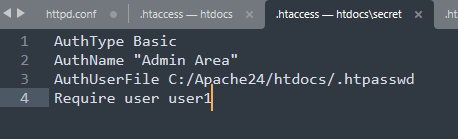 httpd.conf
.htaccess — htdocs
.htaccess — htdocs\secret
.htacces
1 AuthType Basic
2 AuthName "Admin Area"
3 AuthUserFile C:/Apache24/htdocs/.htpasswd
4 Require user user1